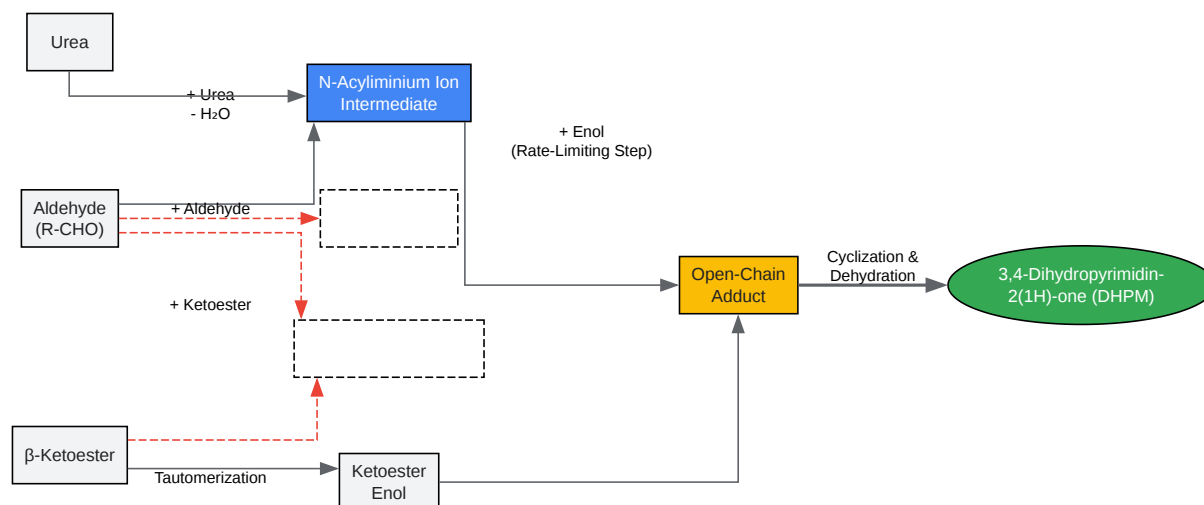 Urea
+ Urea
- H₂O
N-Acyliminium Ion
Intermediate
+ Enol
(Rate-Limiting Step)
Aldehyde
(R-CHO)
+ Aldehyde
+ Ketoester
Open-Chain
Adduct
Cyclization &
Dehydration
3,4-Dihydropyrimidin-
2(1H)-one (DHPM)
β-Ketoester
Tautomerization
Ketoester
Enol